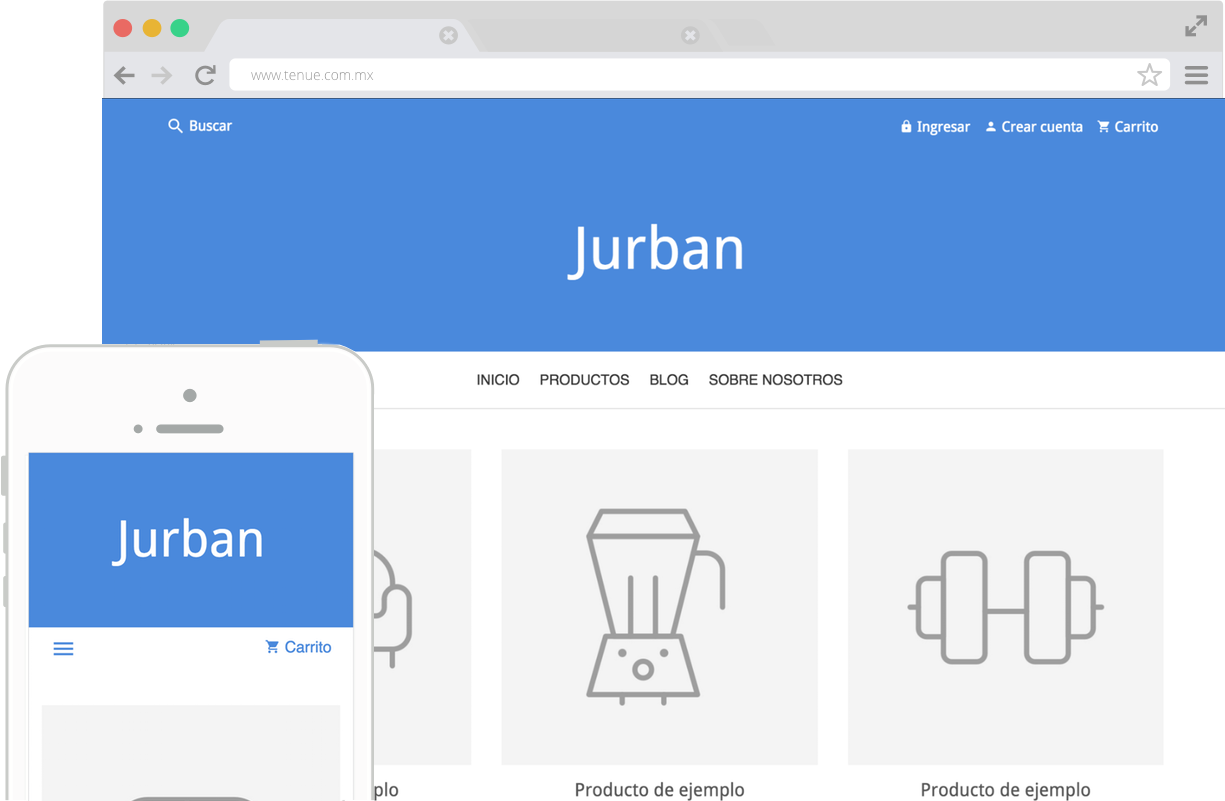 www.tenue.com.mx
Buscar
Ingresar Crear cuenta Carrito
Jurban
INICIO PRODUCTOS BLOG SOBRE NOSOTROS
Jurban
Carrito
plo
Producto de ejemplo
Producto de ejemplo